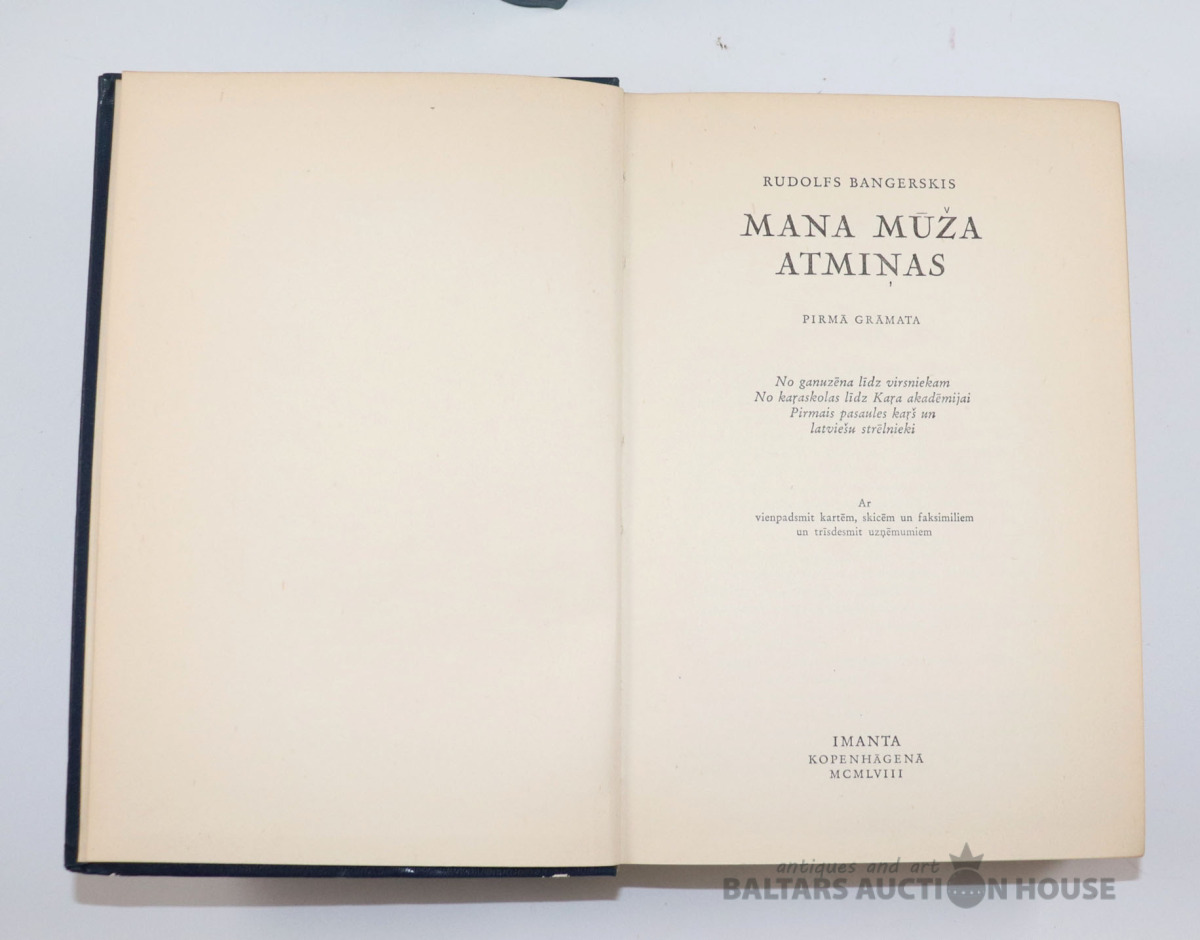 RUDOLFS BANGERSKIS
MANA MŪŽA
ATMIŅAS
PIRMĀ GRĀMATA
No ganuzēna līdz virsniekam
No kaŗaskolas līdz Kaŗa akadēmijai
Pirmais pasaules kaŗš un
latviešu strēlnieki
Ar
vienpadsmit kartēm, skicēm un faksimiliem
un trīsdesmit uzņēmumiem
IMANTA
KOPENHĀGENĀ
MCMLVIII
antiques and art
BALTARS AUCTION HOUSE